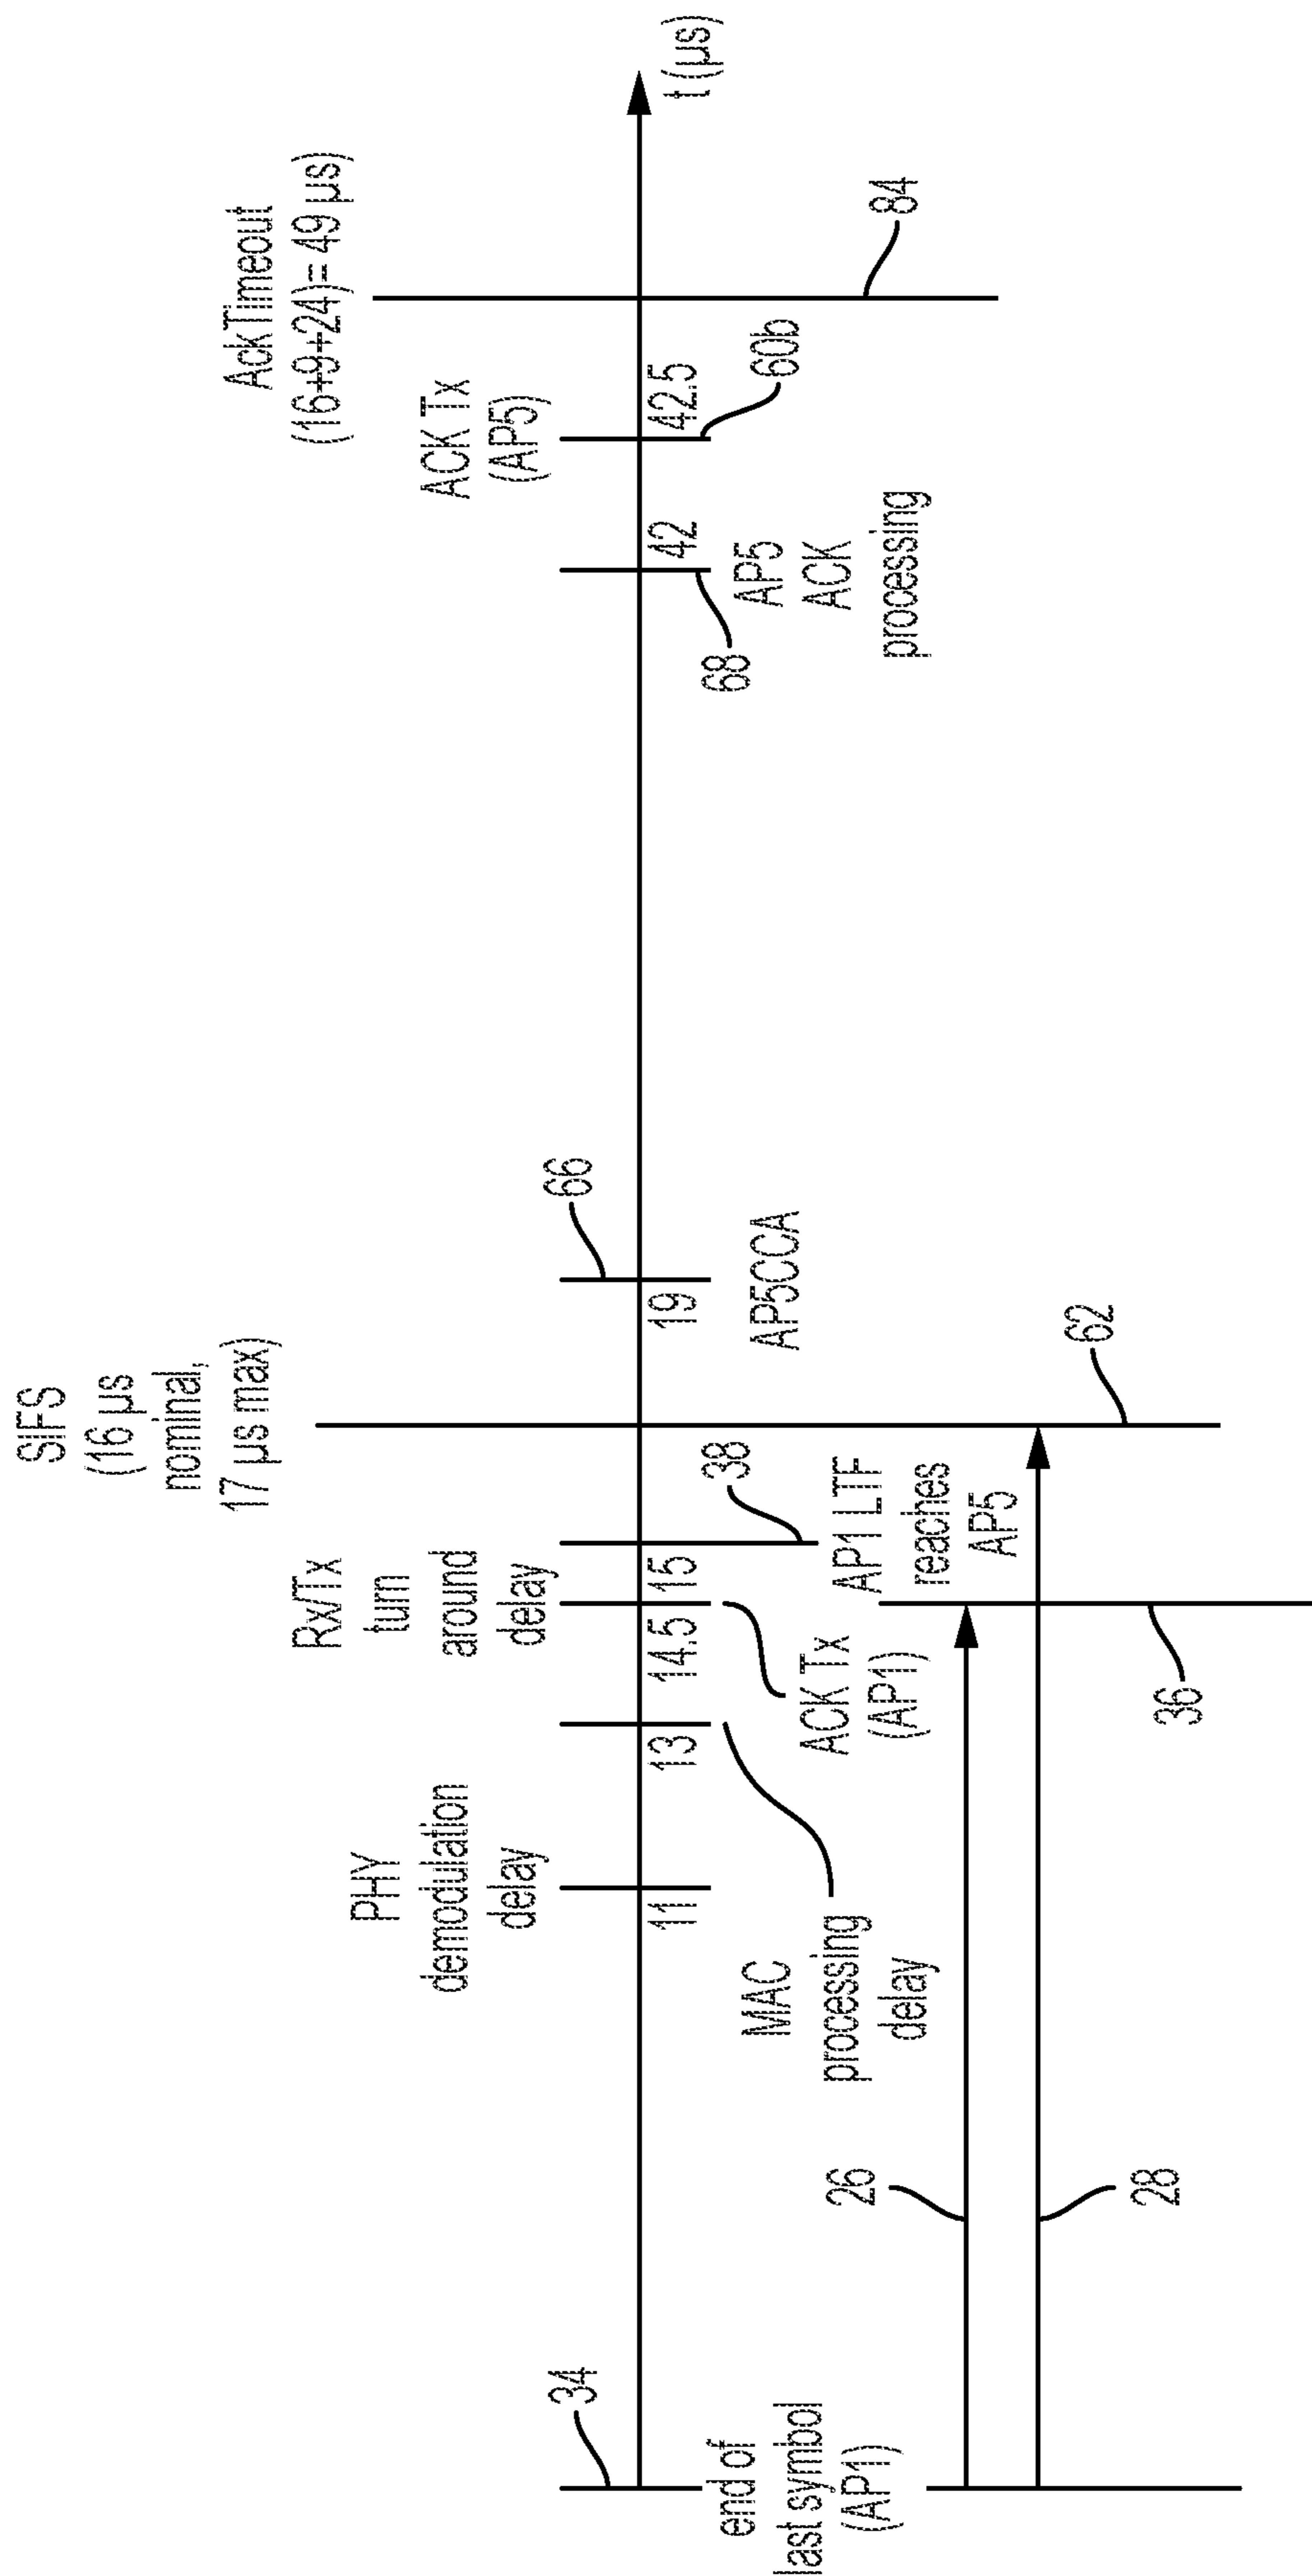 SIFS
(16 µs
nominal,
17 µs max)
AckTimeout
(16+9+24)= 49 µs)
Rx/Tx
turn
around
delay
PHY
demodulation
delay
ACK Tx
(AP5)
34
66
11
13
14.5
15
19
42
42.5
t (µs)
end of
last symbol
(AP1)
MAC
processing
delay
ACK Tx
(AP1)
38
AP1 LTF
reaches
AP5
AP5CCA
68
AP5
ACK
processing
60b
84
26
28
36
62